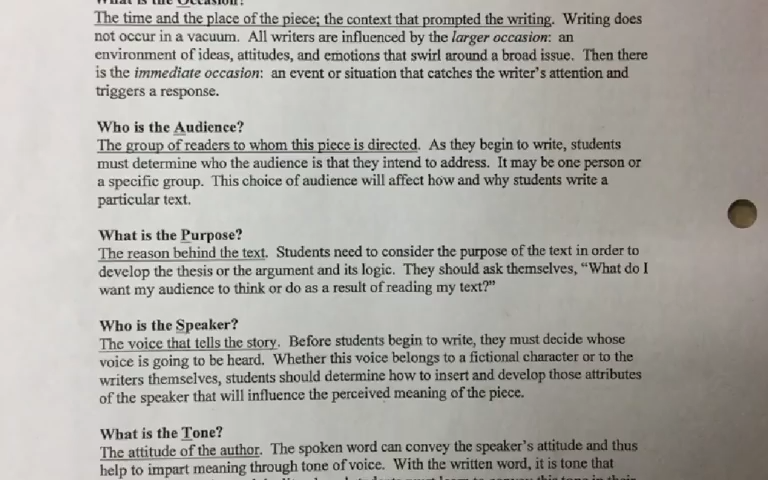 What is the Occasion?
The time and the place of the piece; the context that prompted the writing. Writing does
not occur in a vacuum. All writers are influenced by the larger occasion: an
environment of ideas, attitudes, and emotions that swirl around a broad issue. Then there
is the immediate occasion: an event or situation that catches the writer's attention and
triggers a response.
Who is the Audience?
The group of readers to whom this piece is directed. As they begin to write, students
must determine who the audience is that they intend to address. It may be one person or
a specific group. This choice of audience will affect how and why students write a
particular text.
What is the Purpose?
The reason behind the text. Students need to consider the purpose of the text in order to
develop the thesis or the argument and its logic. They should ask themselves, “What do I
want my audience to think or do as a result of reading my text?”
Who is the Speaker?
The voice that tells the story. Before students begin to write, they must decide whose
voice is going to be heard. Whether this voice belongs to a fictional character or to the
writers themselves, students should determine how to insert and develop those attributes
of the speaker that will influence the perceived meaning of the piece.
What is the Tone?
The attitude of the author. The spoken word can convey the speaker's attitude and thus
help to impart meaning through tone of voice. With the written word, it is tone that